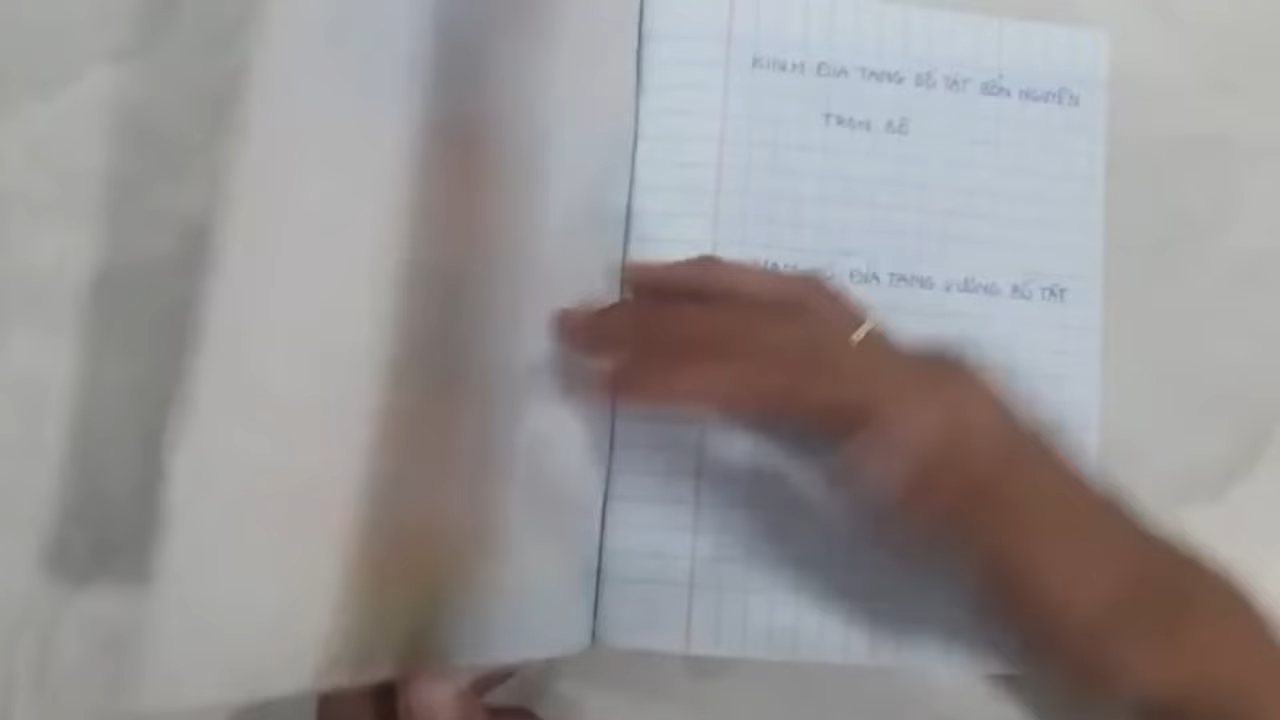 KINH ĐỊA TẠNG BỒ TÁT BỔN NGUYỆN
TRỌN BỘ
ĐỊA TẠNG VƯƠNG BỒ TÁT